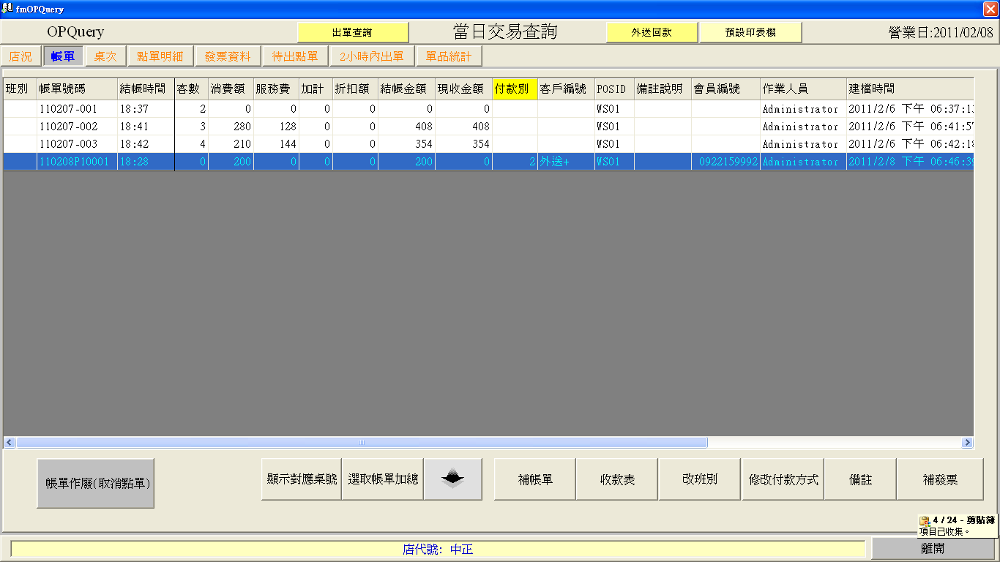 fmOPQuery
OPQuery 出單查詢 當日交易查詢 外送回款 預設印表機 營業日:2011/02/08
店況 帳單 桌次 點單明細 發票資料 待出點單 2小時內出單 單品統計
班別 帳單號碼 結帳時間 客數 消費額 服務費 加計 折扣額 結帳金額 現收金額 付款別 客戶編號 POSID 備註說明 會員編號 作業人員 建檔時間
110207-001 18:37 2 0 0 0 0 0 0 WS01 Administrator 2011/2/6 下午 06:37:1
110207-002 18:41 3 280 128 0 0 408 408 WS01 Administrator 2011/2/6 下午 06:41:5
110207-003 18:42 4 210 144 0 0 354 354 WS01 Administrator 2011/2/6 下午 06:42:1
110208P10001 18:28 0 200 0 0 0 200 0 2 外送+ WS01 0922159992 Administrator 2011/2/8 下午 06:46:3
帳單作廢(取消點單) 顯示對應桌號 選取帳單加總 補帳單 收款表 改班別 修改付款方式 備註 補發票
4 / 24 - 剪貼簿
項目已收集。
店代號: 中正 離開